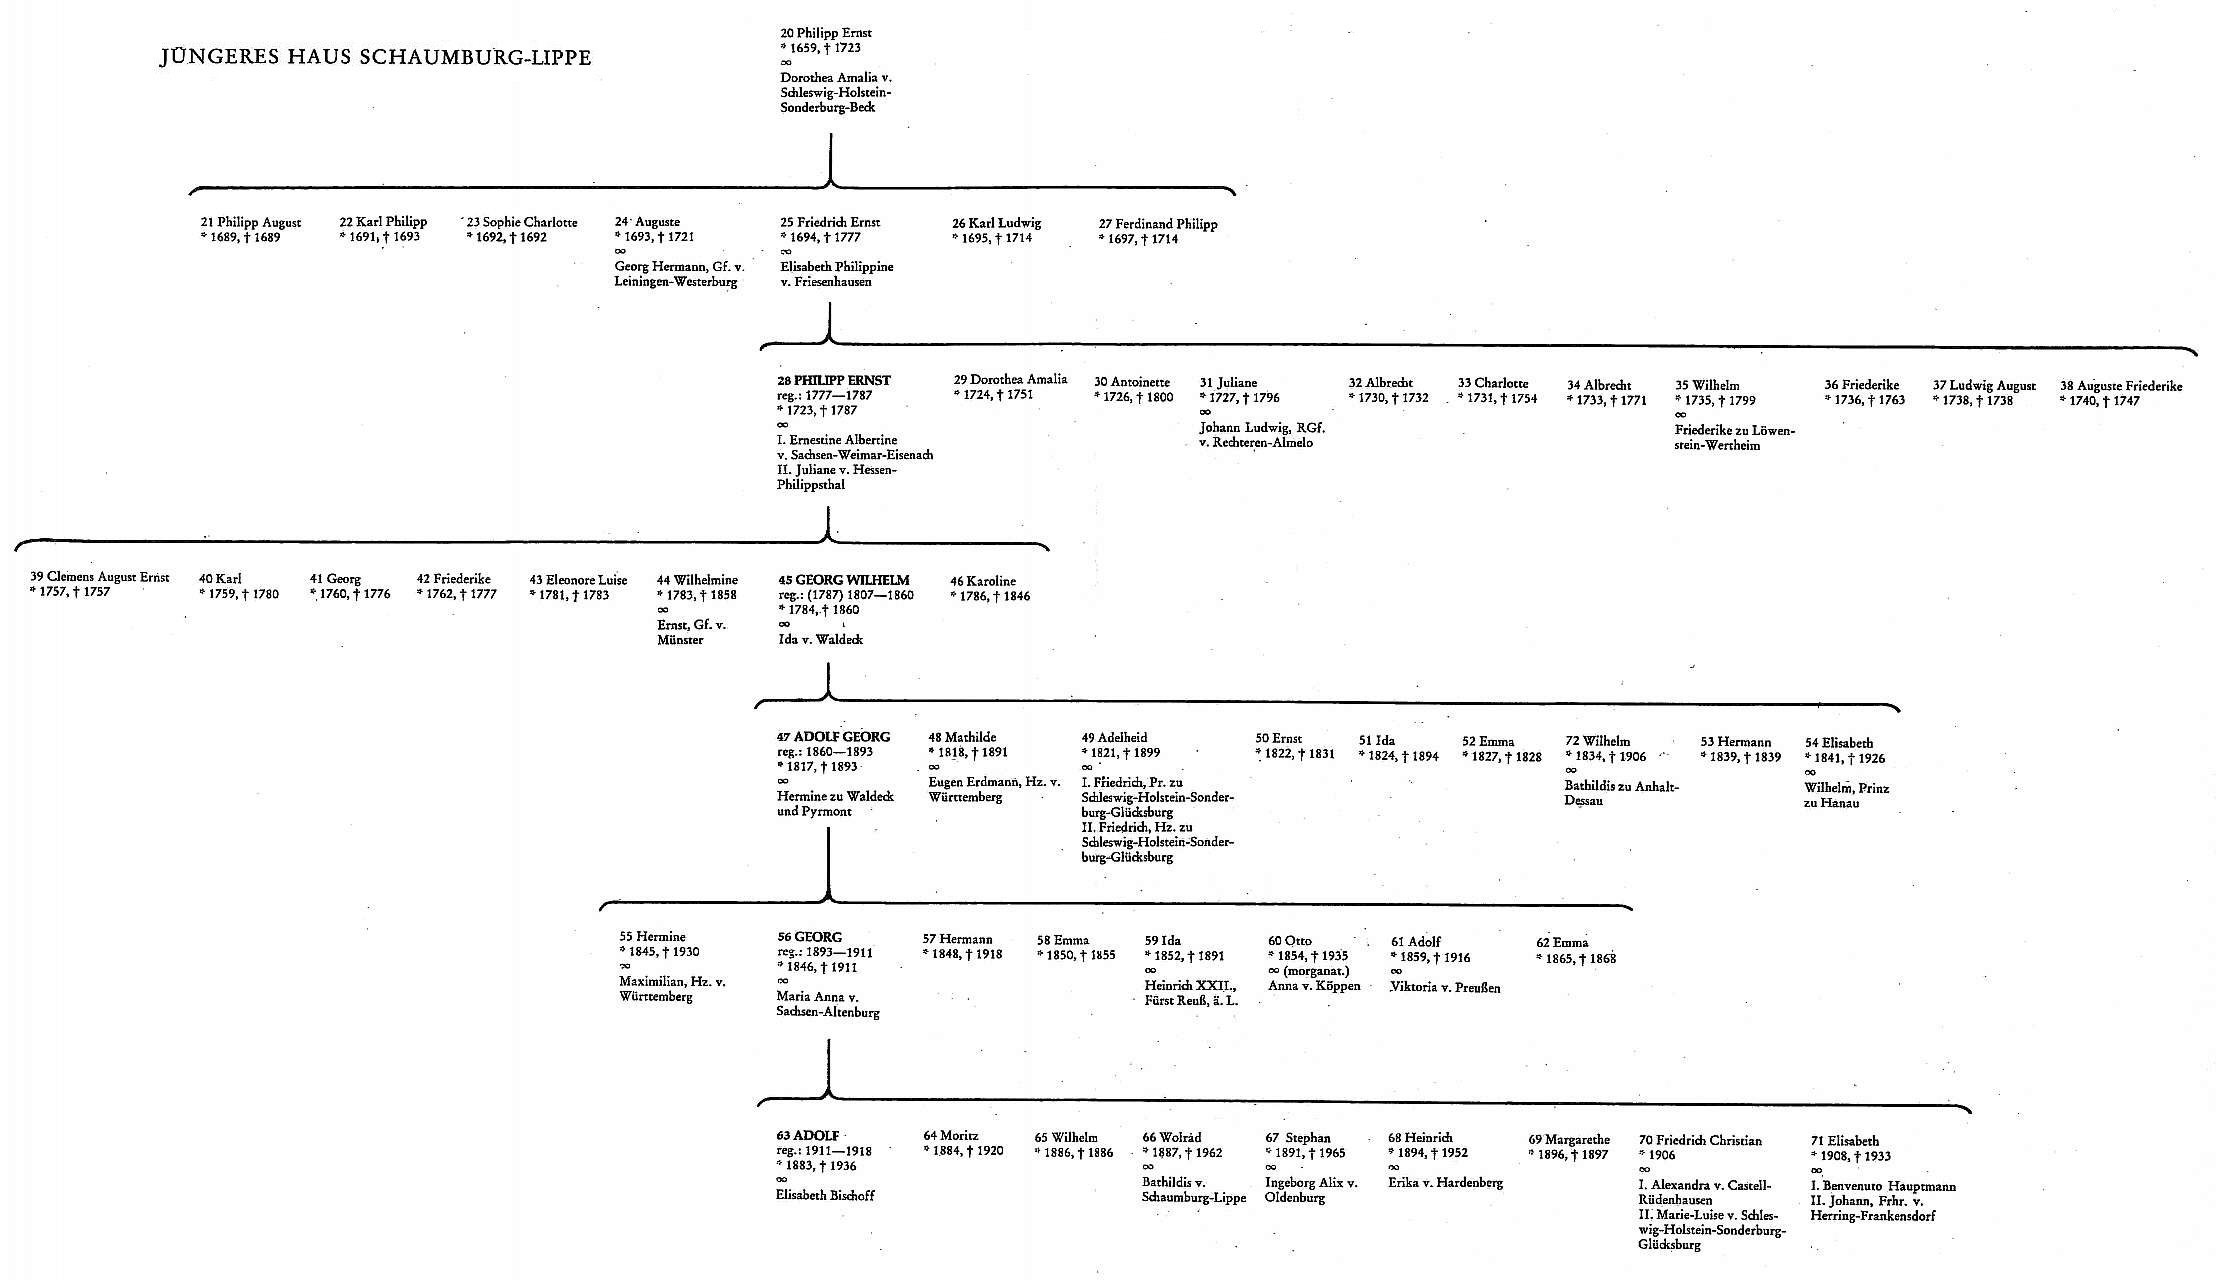 JÜNGERES HAUS SCHAUMBURG-LIPPE
20 Philipp Ernst
* 1659, † 1723
∞
Dorothea Amalia v.
Schleswig-Holstein-
Sonderburg-Beck
21 Philipp August
* 1689, † 1689
22 Karl Philipp
* 1691, † 1693
23 Sophie Charlotte
* 1692, † 1692
24 Auguste
* 1693, † 1721
∞
Georg Hermann, Gf. v.
Leiningen-Westerburg
25 Friedrich Ernst
* 1694, † 1777
∞
Elisabeth Philippine
v. Friesenhausen
26 Karl Ludwig
* 1695, † 1714
27 Ferdinand Philipp
* 1697, † 1714
28 PHILIPP ERNST
reg.: 1777—1787
* 1723, † 1787
∞
I. Ernestine Albertine
v. Sachsen-Weimar-Eisenach
II. Juliane v. Hessen-
Philippsthal
29 Dorothea Amalia
* 1724, † 1751
30 Antoinette
* 1726, † 1800
31 Juliane
* 1727, † 1796
∞
Johann Ludwig, RGf.
v. Rechteren-Almelo
32 Albrecht
* 1730, † 1732
33 Charlotte
* 1731, † 1754
34 Albrecht
* 1733, † 1771
35 Wilhelm
* 1735, † 1799
∞
Friederike zu Löwen-
stein-Wertheim
36 Friederike
* 1736, † 1763
37 Ludwig August
* 1738, † 1738
38 Auguste Friederike
* 1740, † 1747
39 Clemens August Ernst
* 1757, † 1757
40 Karl
* 1759, † 1780
41 Georg
* 1760, † 1776
42 Friederike
* 1762, † 1777
43 Eleonore Luise
* 1781, † 1783
44 Wilhelmine
* 1783, † 1858
∞
Ernst, Gf. v.
Münster
45 GEORG WILHELM
reg.: (1787) 1807—1860
* 1784, † 1860
∞
Ida v. Waldeck
46 Karoline
* 1786, † 1846
47 ADOLF GEORG
reg.: 1860—1893
* 1817, † 1893
∞
Hermine zu Waldeck
und Pyrmont
48 Mathilde
* 1818, † 1891
∞
Eugen Erdmann, Hz. v.
Württemberg
49 Adelheid
* 1821, † 1899
∞
I. Friedrich, Pr. zu
Schleswig-Holstein-Sonder-
burg-Glücksburg
II. Friedrich, Hz. zu
Schleswig-Holstein-Sonder-
burg-Glücksburg
50 Ernst
* 1822, † 1831
51 Ida
* 1824, † 1894
52 Emma
* 1827, † 1828
72 Wilhelm
* 1834, † 1906
∞
Bathildis zu Anhalt-
Dessau
53 Hermann
* 1839, † 1839
54 Elisabeth
* 1841, † 1926
∞
Wilhelm, Prinz
zu Hanau
55 Hermine
* 1845, † 1930
∞
Maximilian, Hz. v.
Württemberg
56 GEORG
reg.: 1893—1911
* 1846, † 1911
∞
Maria Anna v.
Sachsen-Altenburg
57 Hermann
* 1848, † 1918
58 Emma
* 1850, † 1855
59 Ida
* 1852, † 1891
∞
Heinrich XXII.,
Fürst Reuß, ä. L.
60 Otto
* 1854, † 1935
∞ (morganat.)
Anna v. Köppen
61 Adolf
* 1859, † 1916
∞
Viktoria v. Preußen
62 Emma
* 1865, † 1868
63 ADOLF
reg.: 1911—1918
* 1883, † 1936
∞
Elisabeth Bischoff
64 Moritz
* 1884, † 1920
65 Wilhelm
* 1886, † 1886
66 Wolrad
* 1887, † 1962
∞
Bathildis v.
Schaumburg-Lippe
67 Stephan
* 1891, † 1965
∞
Ingeborg Alix v.
Oldenburg
68 Heinrich
* 1894, † 1952
∞
Erika v. Hardenberg
69 Margarethe
* 1896, † 1897
70 Friedrich Christian
* 1906
∞
I. Alexandra v. Castell-
Rüdenhausen
II. Marie-Luise v. Schles-
wig-Holstein-Sonderburg-
Glücksburg
71 Elisabeth
* 1908, † 1933
∞
I. Benvenuto Hauptmann
II. Johann, Frhr. v.
Herring-Frankensdorf